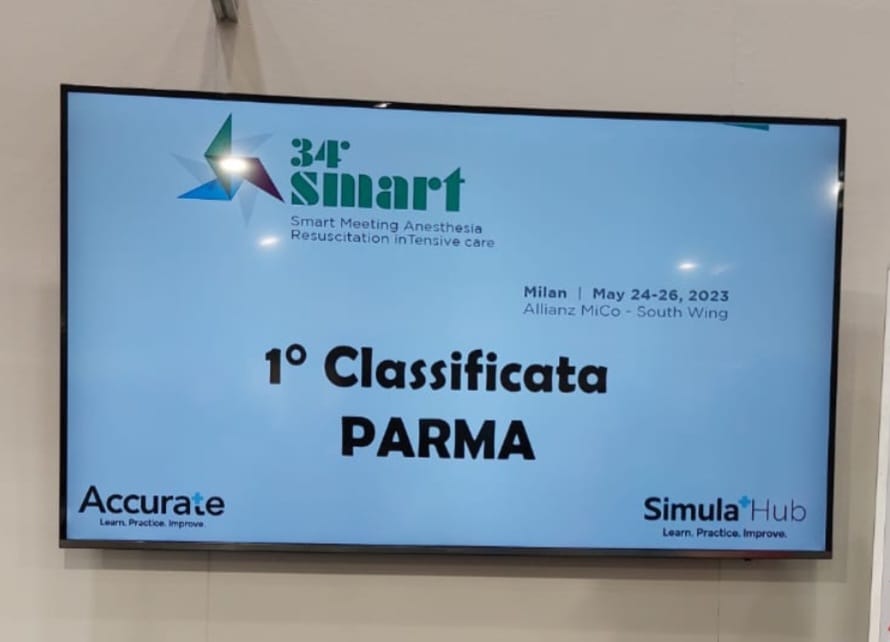 34°
smart
Smart Meeting Anesthesia
Resuscitation inTensive care
Milan | May 24-26, 2023
Allianz MiCo - South Wing
1° Classificata
PARMA
Accurate
Learn. Practice. Improve.
Simula+Hub
Learn. Practice. Improve.